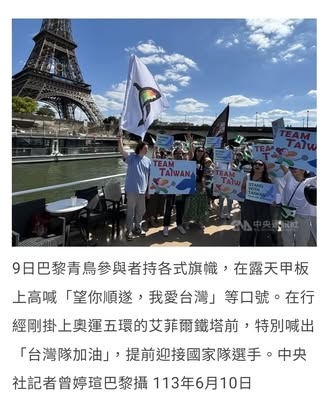 TEAM TAIWAN
TEAM TAIWAN
TEAM TAIWAN
TEAM TAIWAN
STAND WITH TAIWAN
中央通訊社
9日巴黎青鳥參與者持各式旗幟，在露天甲板
上高喊「望你順遂，我愛台灣」等口號。在行
經剛掛上奧運五環的艾菲爾鐵塔前，特別喊出
「台灣隊加油」，提前迎接國家隊選手。中央
社記者曾婷瑄巴黎攝 113年6月10日